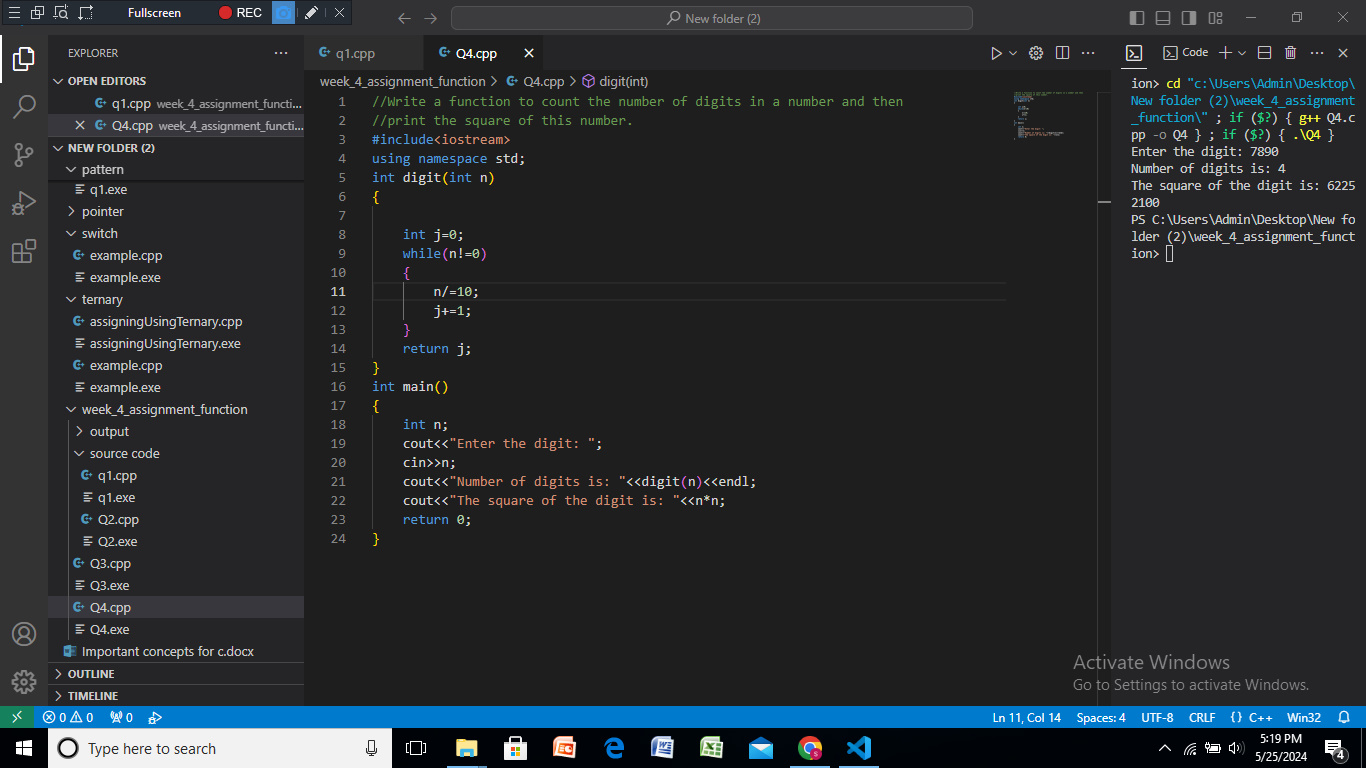 Fullscreen REC
New folder (2)
EXPLORER
OPEN EDITORS
q1.cpp week_4_assignment_functi...
Q4.cpp week_4_assignment_functi...
NEW FOLDER (2)
pattern
q1.exe
pointer
switch
example.cpp
example.exe
ternary
assigningUsingTernary.cpp
assigningUsingTernary.exe
example.cpp
example.exe
week_4_assignment_function
output
source code
q1.cpp
q1.exe
Q2.cpp
Q2.exe
Q3.cpp
Q3.exe
Q4.cpp
Q4.exe
Important concepts for c.docx
OUTLINE
TIMELINE
q1.cpp Q4.cpp
week_4_assignment_function > Q4.cpp > digit(int)
1 //Write a function to count the number of digits in a number and then
2 //print the square of this number.
3 #include<iostream>
4 using namespace std;
5 int digit(int n)
6 {
7
8 int j=0;
9 while(n!=0)
10 {
11 n/=10;
12 j+=1;
13 }
14 return j;
15 }
16 int main()
17 {
18 int n;
19 cout<<"Enter the digit: ";
20 cin>>n;
21 cout<<"Number of digits is: "<<digit(n)<<endl;
22 cout<<"The square of the digit is: "<<n*n;
23 return 0;
24 }
Code
ion> cd "c:\Users\Admin\Desktop\
New folder (2)\week_4_assignment
_function\" ; if ($?) { g++ Q4.c
pp -o Q4 } ; if ($?) { .\Q4 }
Enter the digit: 7890
Number of digits is: 4
The square of the digit is: 6225
2100
PS C:\Users\Admin\Desktop\New fo
lder (2)\week_4_assignment_funct
ion>
Activate Windows
Go to Settings to activate Windows.
0 0 0 Ln 11, Col 14 Spaces: 4 UTF-8 CRLF {} C++ Win32
Type here to search
5:19 PM
5/25/2024
4